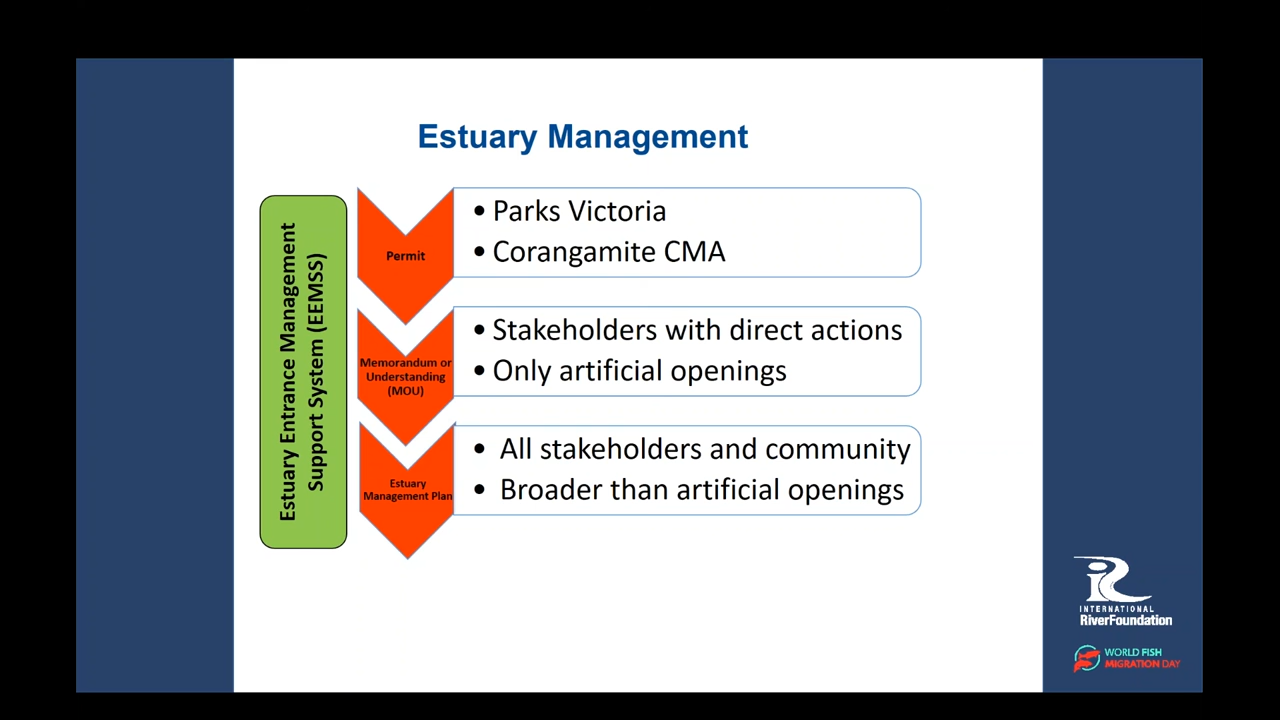 Estuary Management
Estuary Entrance Management
Support System (EEMSS)
Permit
• Parks Victoria
• Corangamite CMA
Memorandum or
Understanding
(MOU)
• Stakeholders with direct actions
• Only artificial openings
Estuary
Management Plan
• All stakeholders and community
• Broader than artificial openings
INTERNATIONAL
RiverFoundation
WORLD FISH
MIGRATION DAY